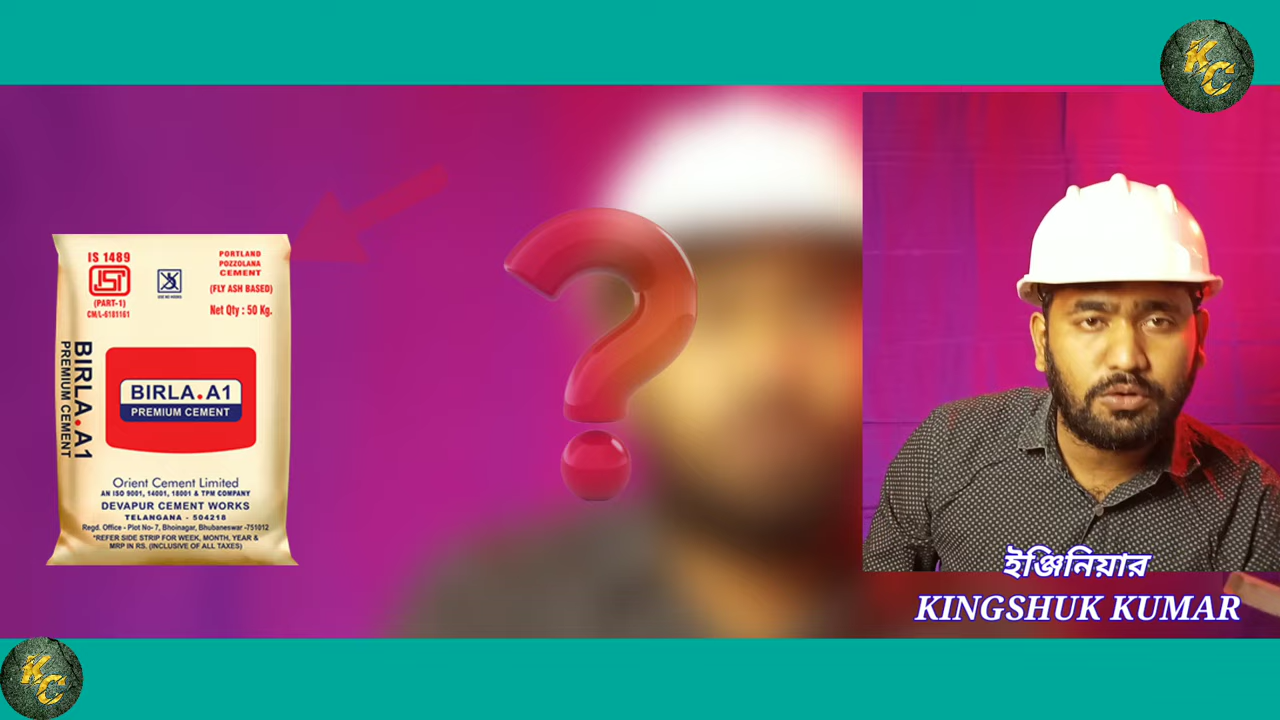 KC
IS 1489
ISI
(PART-1)
CM/L-6181161
USE NO HOOKS
PORTLAND
POZZOLANA
CEMENT
(FLY ASH BASED)
Net Qty : 50 Kg.
BIRLA.A1
PREMIUM CEMENT
BIRLA.A1
PREMIUM CEMENT
Orient Cement Limited
AN ISO 9001, 14001, 18001 & TPM COMPANY
DEVAPUR CEMENT WORKS
TELANGANA - 504218
Regd. Office - Plot No- 7, Bhoinagar, Bhubaneswar -751012
*REFER SIDE STRIP FOR WEEK, MONTH, YEAR &
MRP IN RS. (INCLUSIVE OF ALL TAXES)
?
ইঞ্জিনিয়ার
KINGSHUK KUMAR
KC